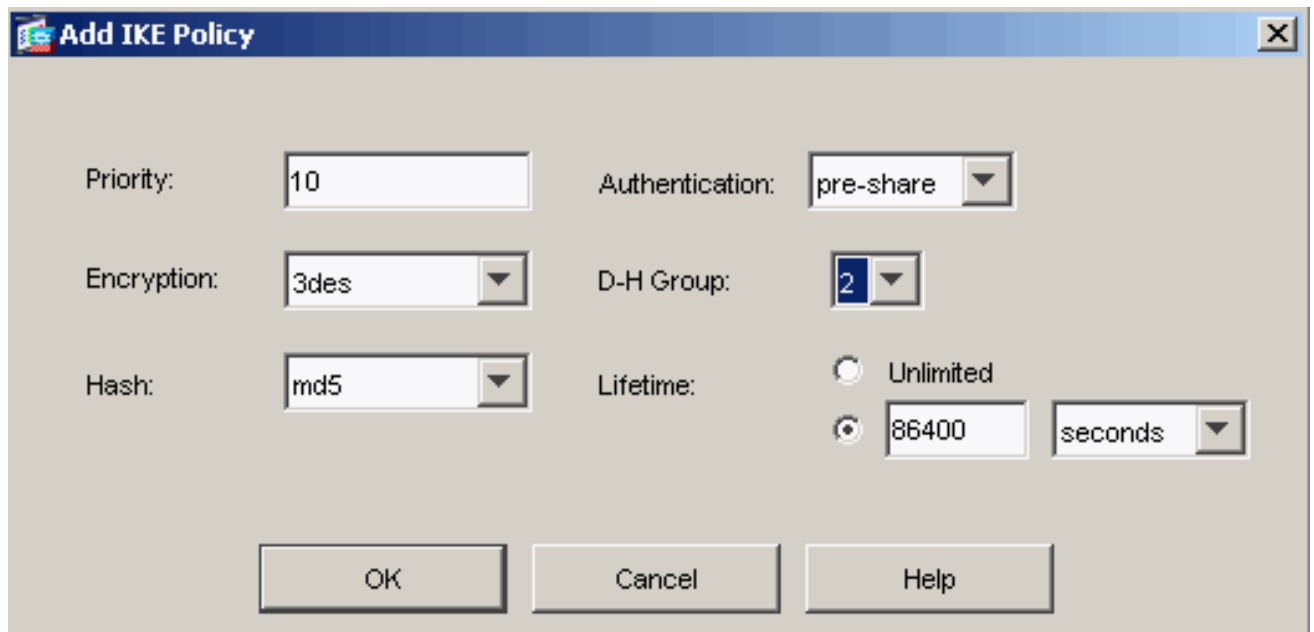 Add IKE Policy
Priority: 10 Authentication: pre-share
Encryption: 3des D-H Group: 2
Hash: md5 Lifetime: Unlimited
86400 seconds
OK Cancel Help